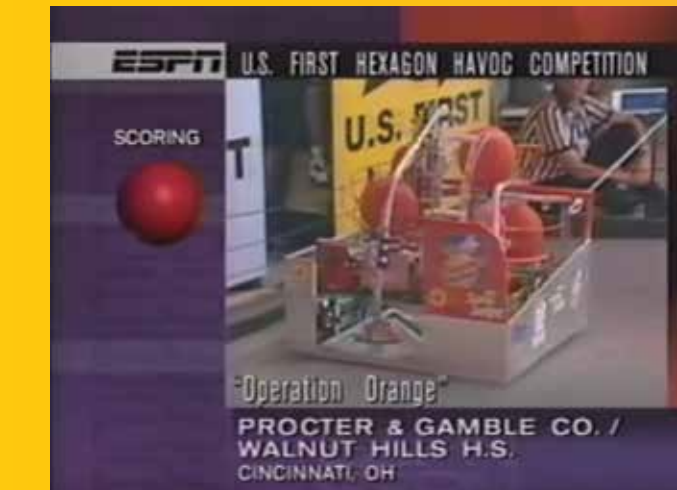 ESPN U.S. FIRST HEXAGON HAVOC COMPETITION
SCORING
U.S. FIRST
T
"Operation Orange"
PROCTER & GAMBLE CO. /
WALNUT HILLS H.S.
CINCINNATI, OH